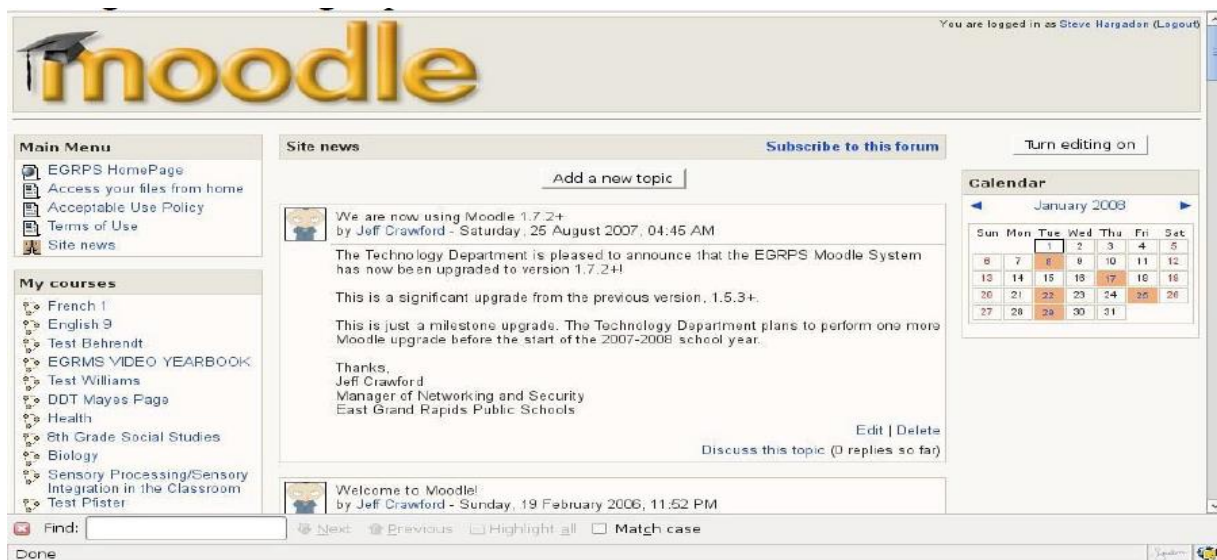 moodle
You are logged in as Steve Hargadon (Logout)
Main Menu
EGRPS HomePage
Access your files from home
Acceptable Use Policy
Terms of Use
Site news
My courses
French 1
English 9
Test Behrendt
EGRMS VIDEO YEARBOOK
Test Williams
DDT Mayes Page
Health
8th Grade Social Studies
Biology
Sensory Processing/Sensory
Integration in the Classroom
Test Pfister
Site news
Subscribe to this forum
Add a new topic
We are now using Moodle 1.7.2+
by Jeff Crawford - Saturday, 25 August 2007, 04:45 AM
The Technology Department is pleased to announce that the EGRPS Moodle System
has now been upgraded to version 1.7.2+!
This is a significant upgrade from the previous version, 1.5.3+.
This is just a milestone upgrade. The Technology Department plans to perform one more
Moodle upgrade before the start of the 2007-2008 school year.
Thanks,
Jeff Crawford
Manager of Networking and Security
East Grand Rapids Public Schools
Edit | Delete
Discuss this topic (0 replies so far)
Welcome to Moodle!
by Jeff Crawford - Sunday, 19 February 2006, 11:52 PM
Turn editing on
Calendar
January 2008
Sun Mon Tue Wed Thu Fri Sat
1 2 3 4 5
6 7 8 9 10 11 12
13 14 15 16 17 18 19
20 21 22 23 24 25 26
27 28 29 30 31
Find:
Next Previous Highlight all Match case
Done